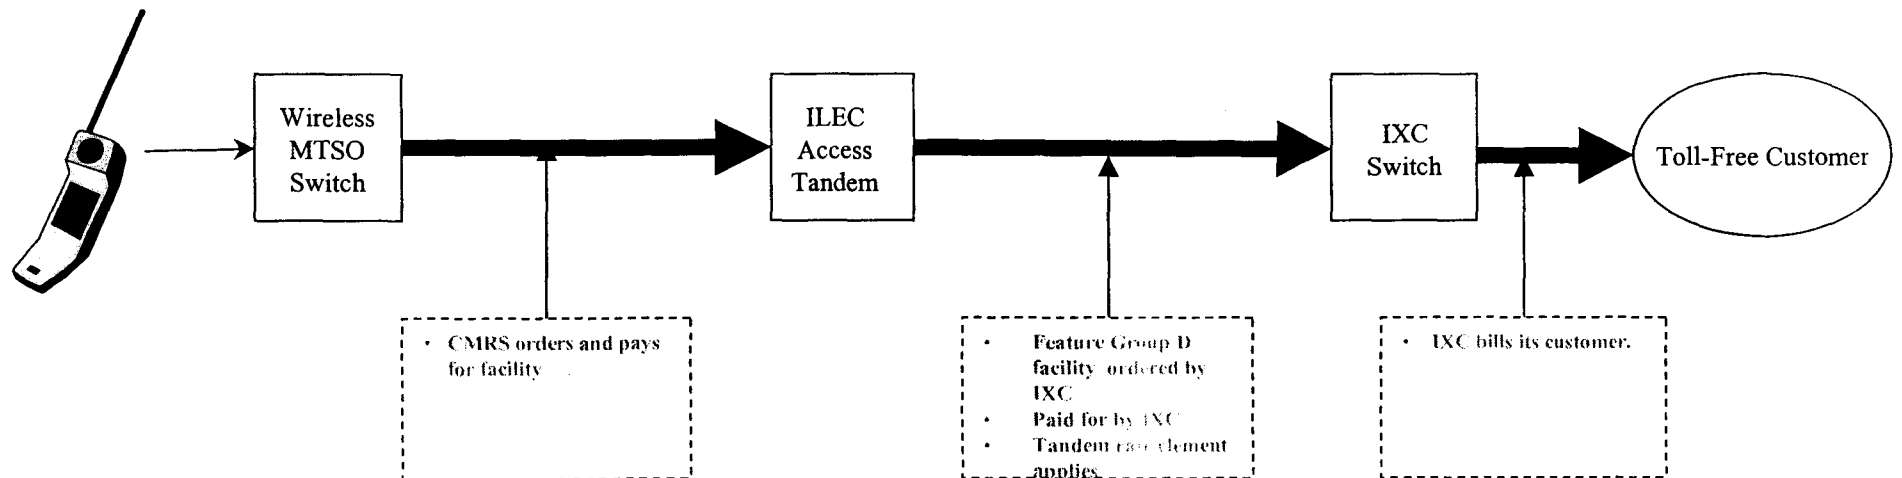 Wireless
MTSO
Switch
ILEC
Access
Tandem
IXC
Switch
Toll-Free Customer
• CMRS orders and pays
for facility
• Feature Group D
facility ordered by
IXC
• Paid for by IXC
• Tandem rate element
applies
• IXC bills its customer.